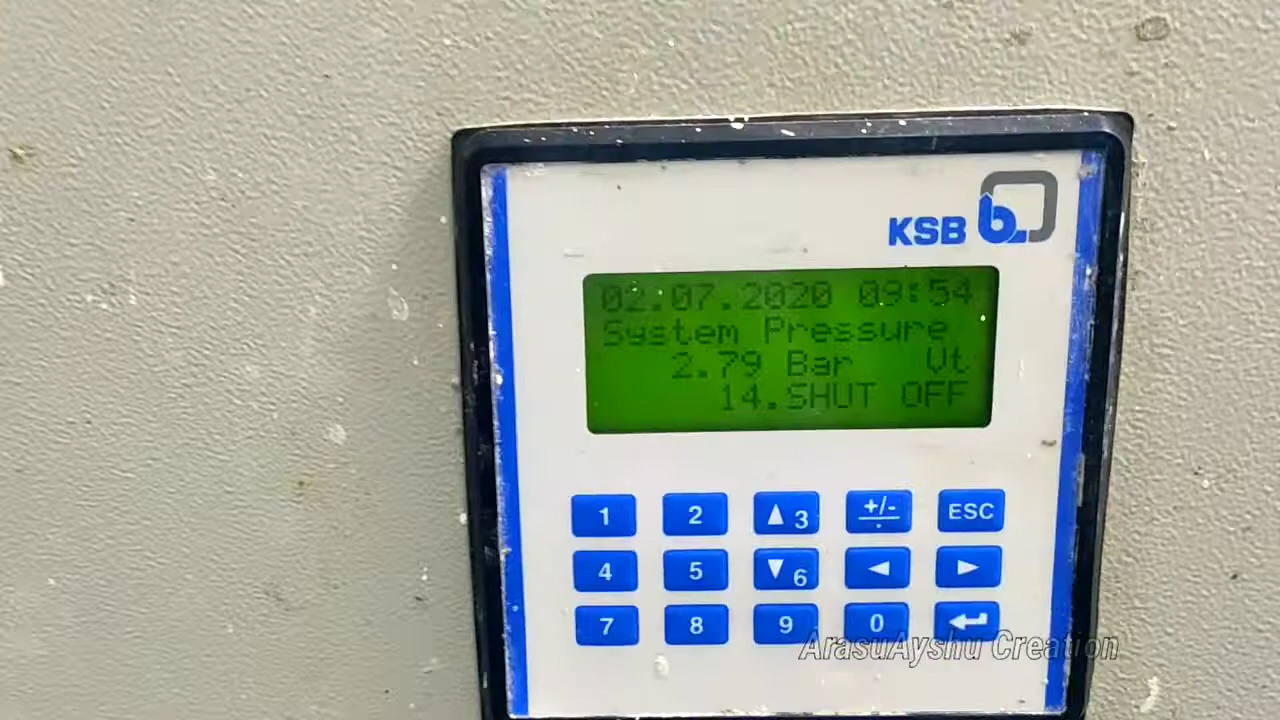 KSB b
02.07.2020 09:54
System Pressure
2.79 Bar Vt
14.SHUT OFF
1 2 ▲3 +/- . ESC
4 5 ▼6 ◄ ►
7 8 9 0 ↵
ArasuAyshu Creation